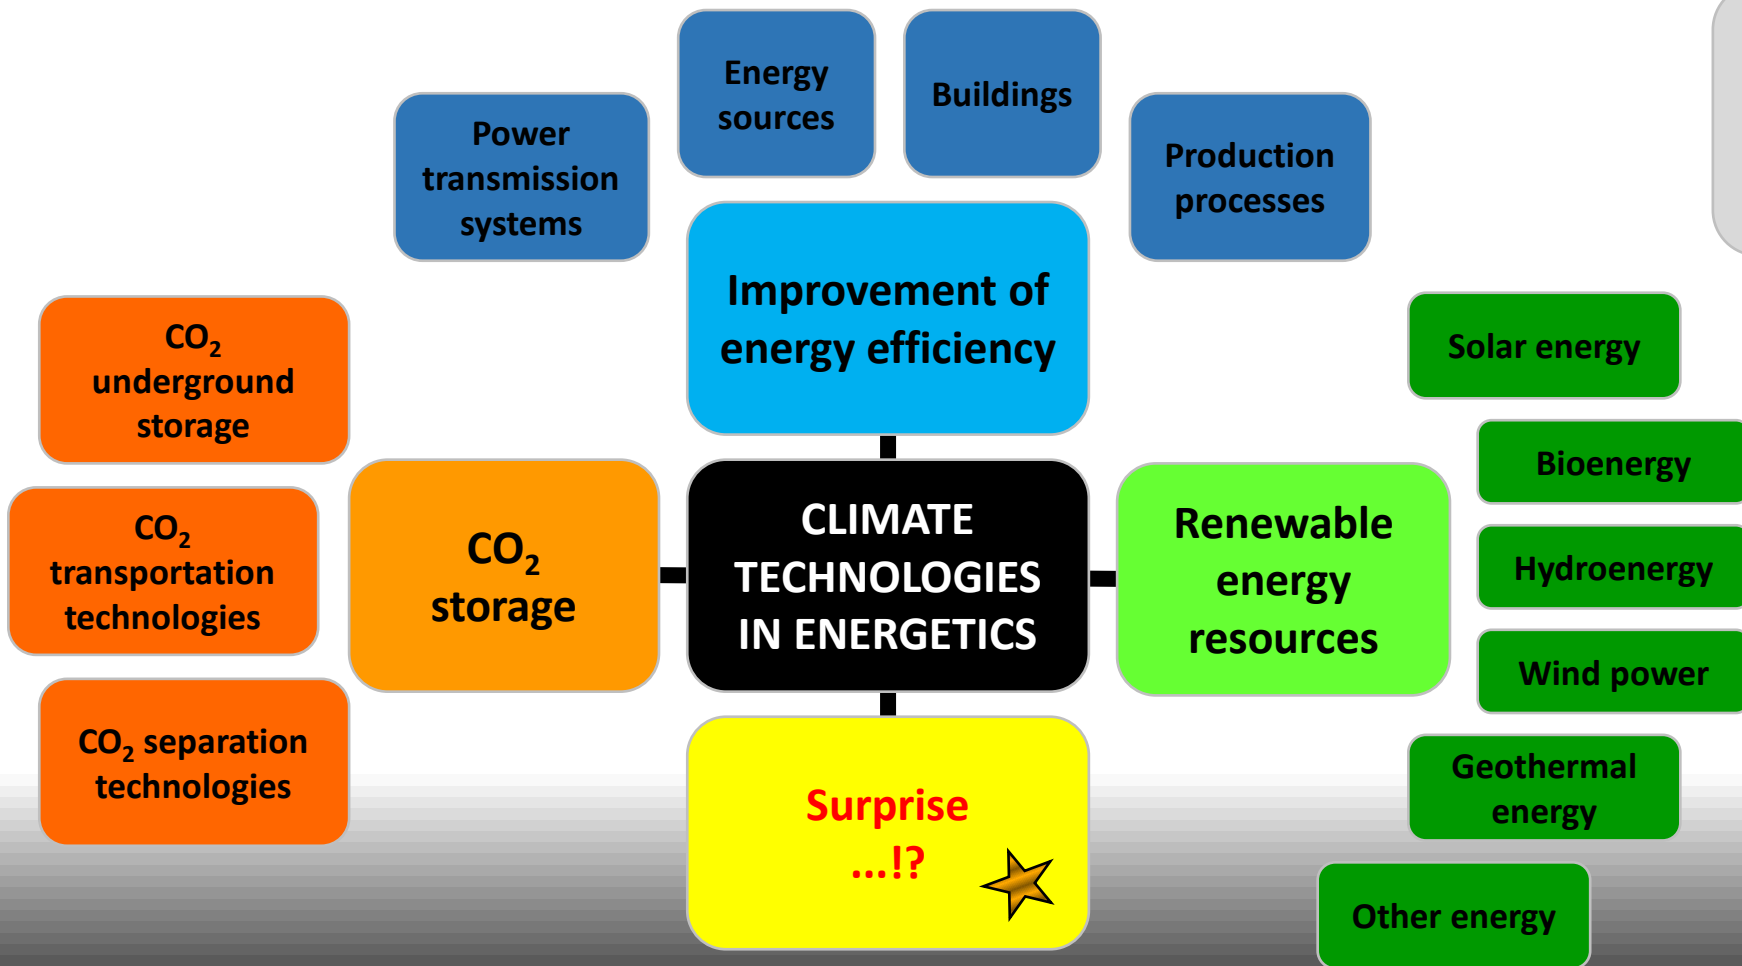 Energy
sources
Buildings
Power
transmission
systems
Production
processes
Improvement of
energy efficiency
CO₂
underground
storage
Solar energy
Bioenergy
CO₂
transportation
technologies
CO₂
storage
CLIMATE
TECHNOLOGIES
IN ENERGETICS
Renewable
energy
resources
Hydroenergy
Wind power
CO₂ separation
technologies
Surprise
...!?
Geothermal
energy
Other energy